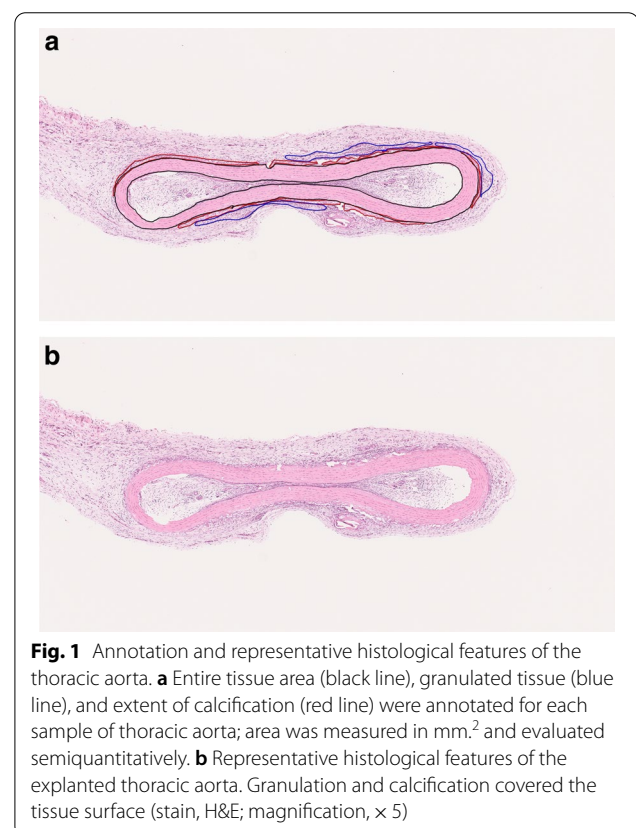 a
b
Fig. 1 Annotation and representative histological features of the
thoracic aorta. a Entire tissue area (black line), granulated tissue (blue
line), and extent of calcification (red line) were annotated for each
sample of thoracic aorta; area was measured in mm.² and evaluated
semiquantitatively. b Representative histological features of the
explanted thoracic aorta. Granulation and calcification covered the
tissue surface (stain, H&E; magnification, × 5)